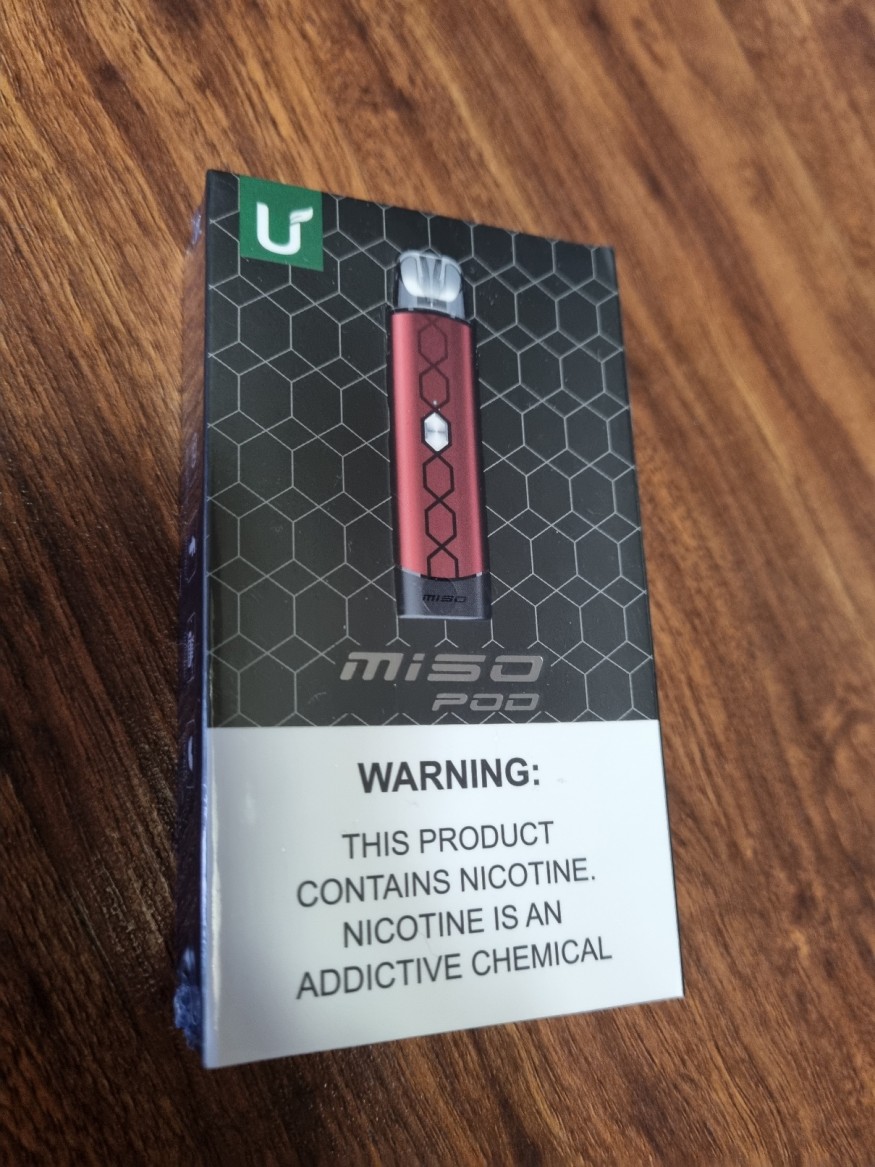 U
MISO
MISO
POD
WARNING:
THIS PRODUCT
CONTAINS NICOTINE.
NICOTINE IS AN
ADDICTIVE CHEMICAL